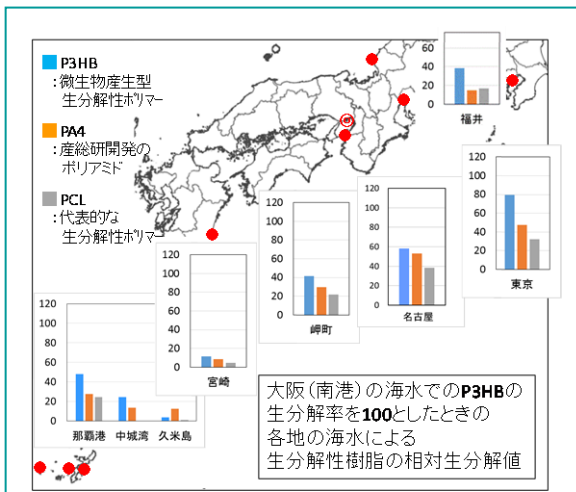 P3HB
:微生物産生型
生分解性ポリマー
PA4
:産総研開発の
ポリアミド
PCL
:代表的な
生分解性ポリマー
60
40
20
0
福井
120
100
80
60
40
20
0
東京
120
100
80
60
40
20
0
名古屋
120
100
80
60
40
20
0
岬町
120
100
80
60
40
20
0
宮崎
120
100
80
60
40
20
0
那覇港 中城湾 久米島
大阪(南港)の海水でのP3HBの
生分解率を100としたときの
各地の海水による
生分解性樹脂の相対生分解値